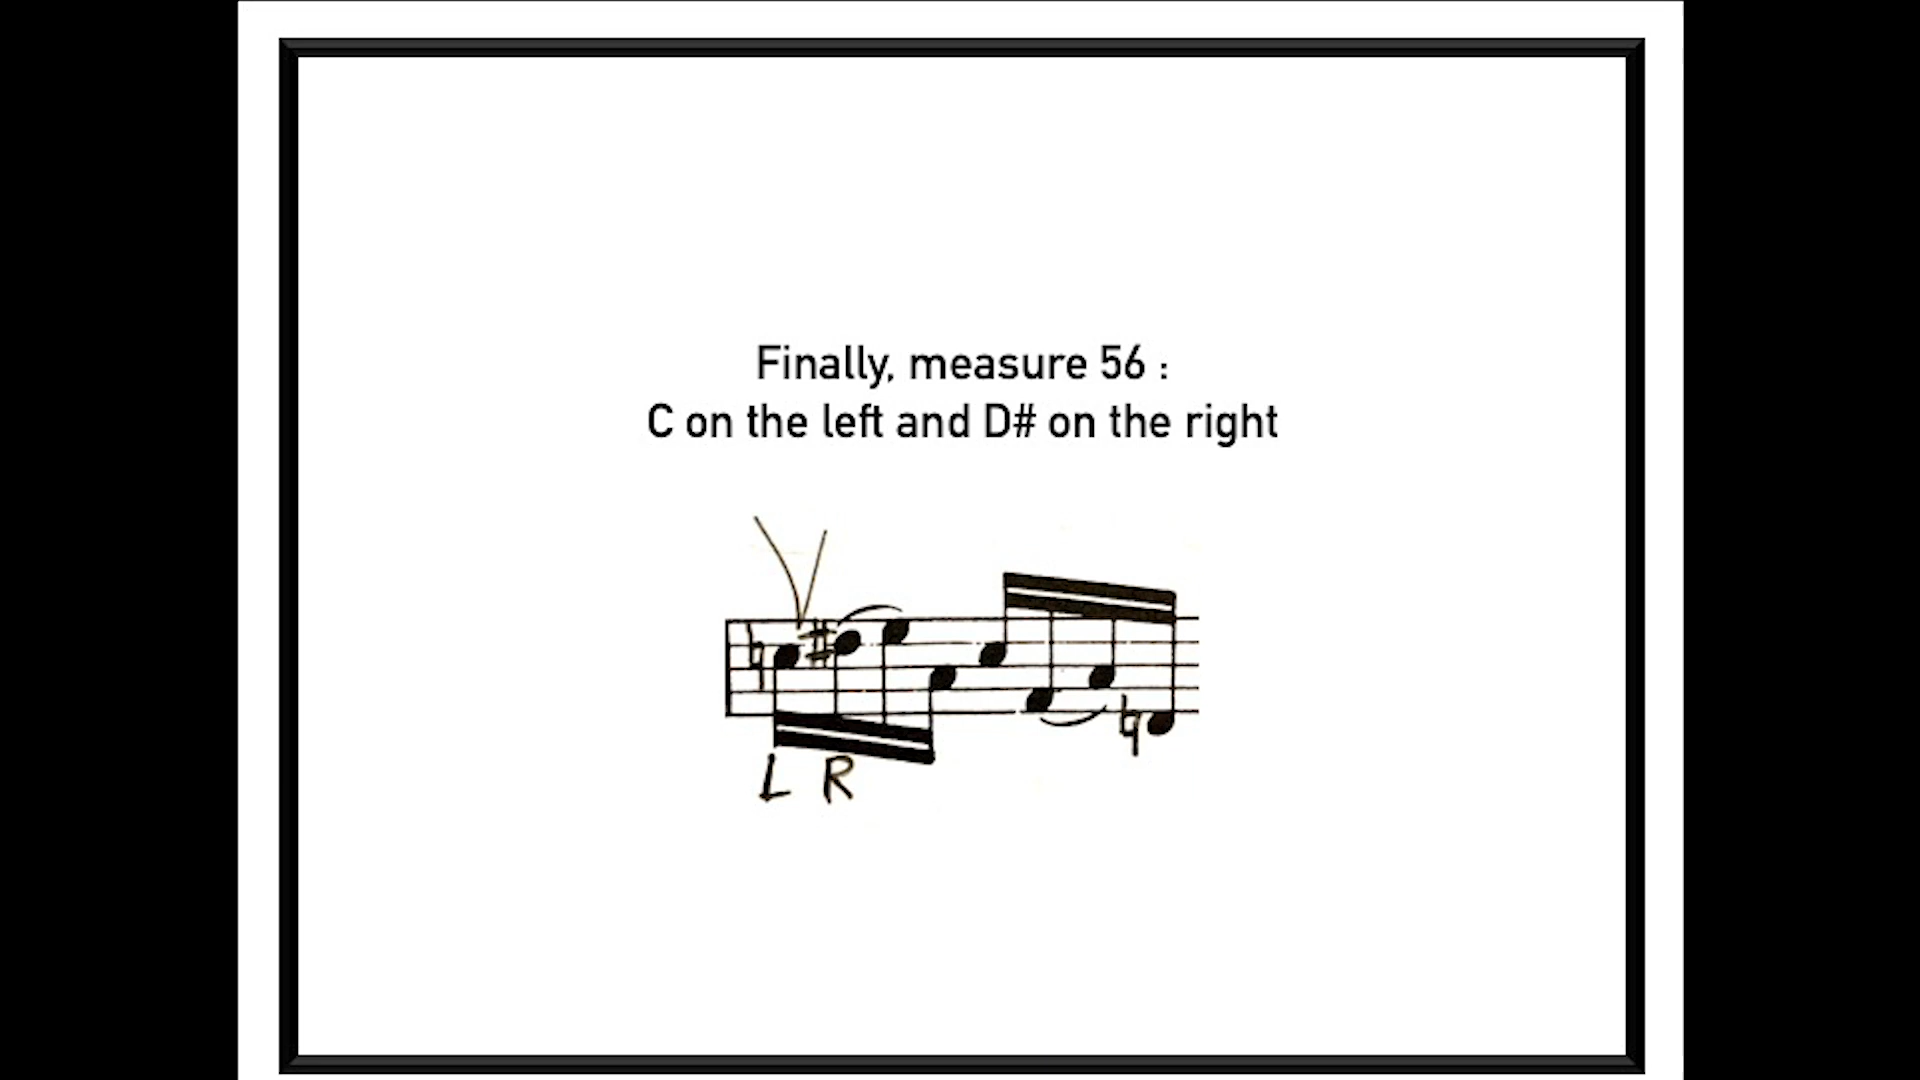 Finally, measure 56 :
C on the left and D# on the right
L R